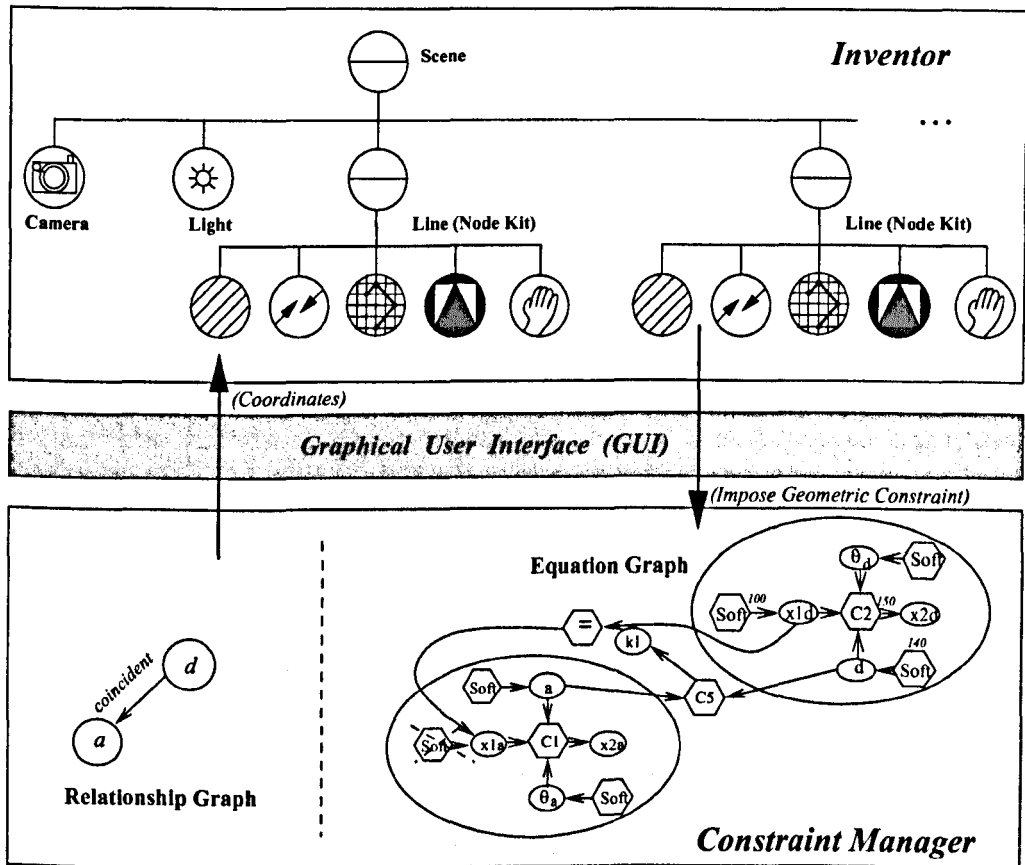 Scene
Inventor
...
Camera
Light
Line (Node Kit)
Line (Node Kit)
(Coordinates)
Graphical User Interface (GUI)
(Impose Geometric Constraint)
Equation Graph
θd
Soft
Soft
100
x1d
C2
150
x2d
=
k1
140
d
Soft
Soft
a
C5
d
coincident
a
Soft
x1a
C1
x2a
θa
Soft
Relationship Graph
Constraint Manager